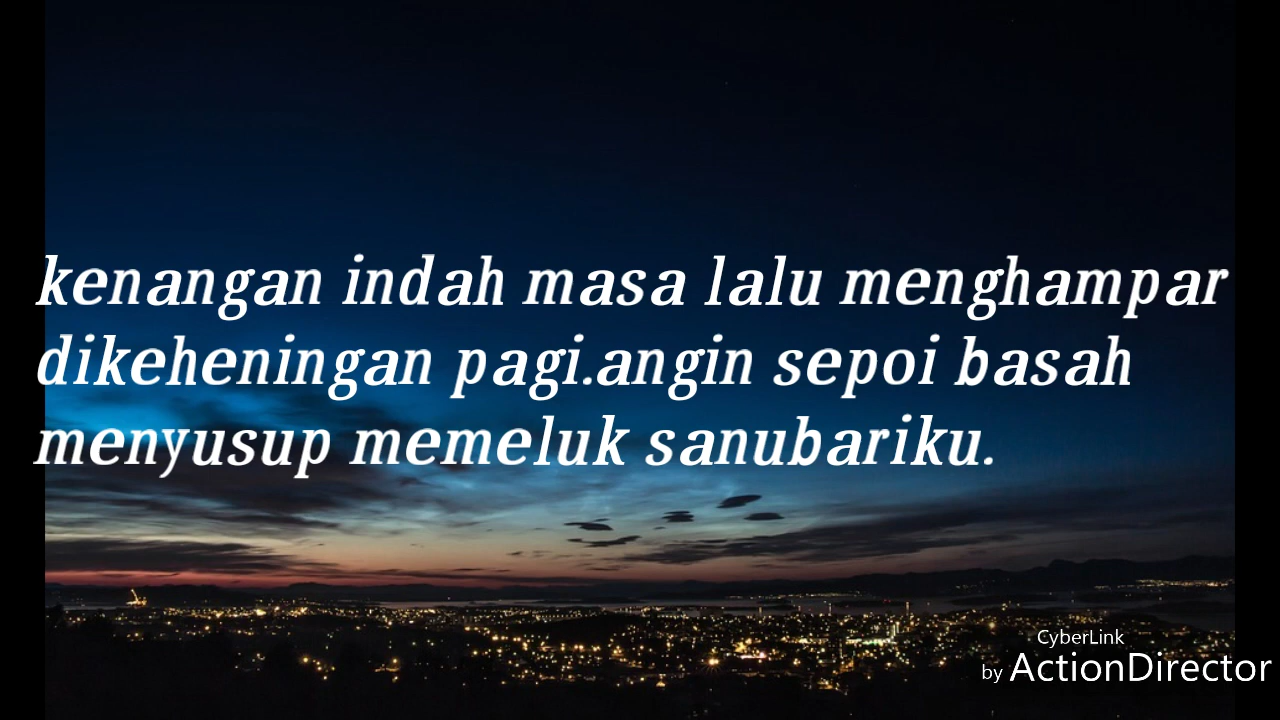 kenangan indah masa lalu menghampar
dikeheningan pagi.angin sepoi basah
menyusup memeluk sanubariku.
CyberLink
by ActionDirector